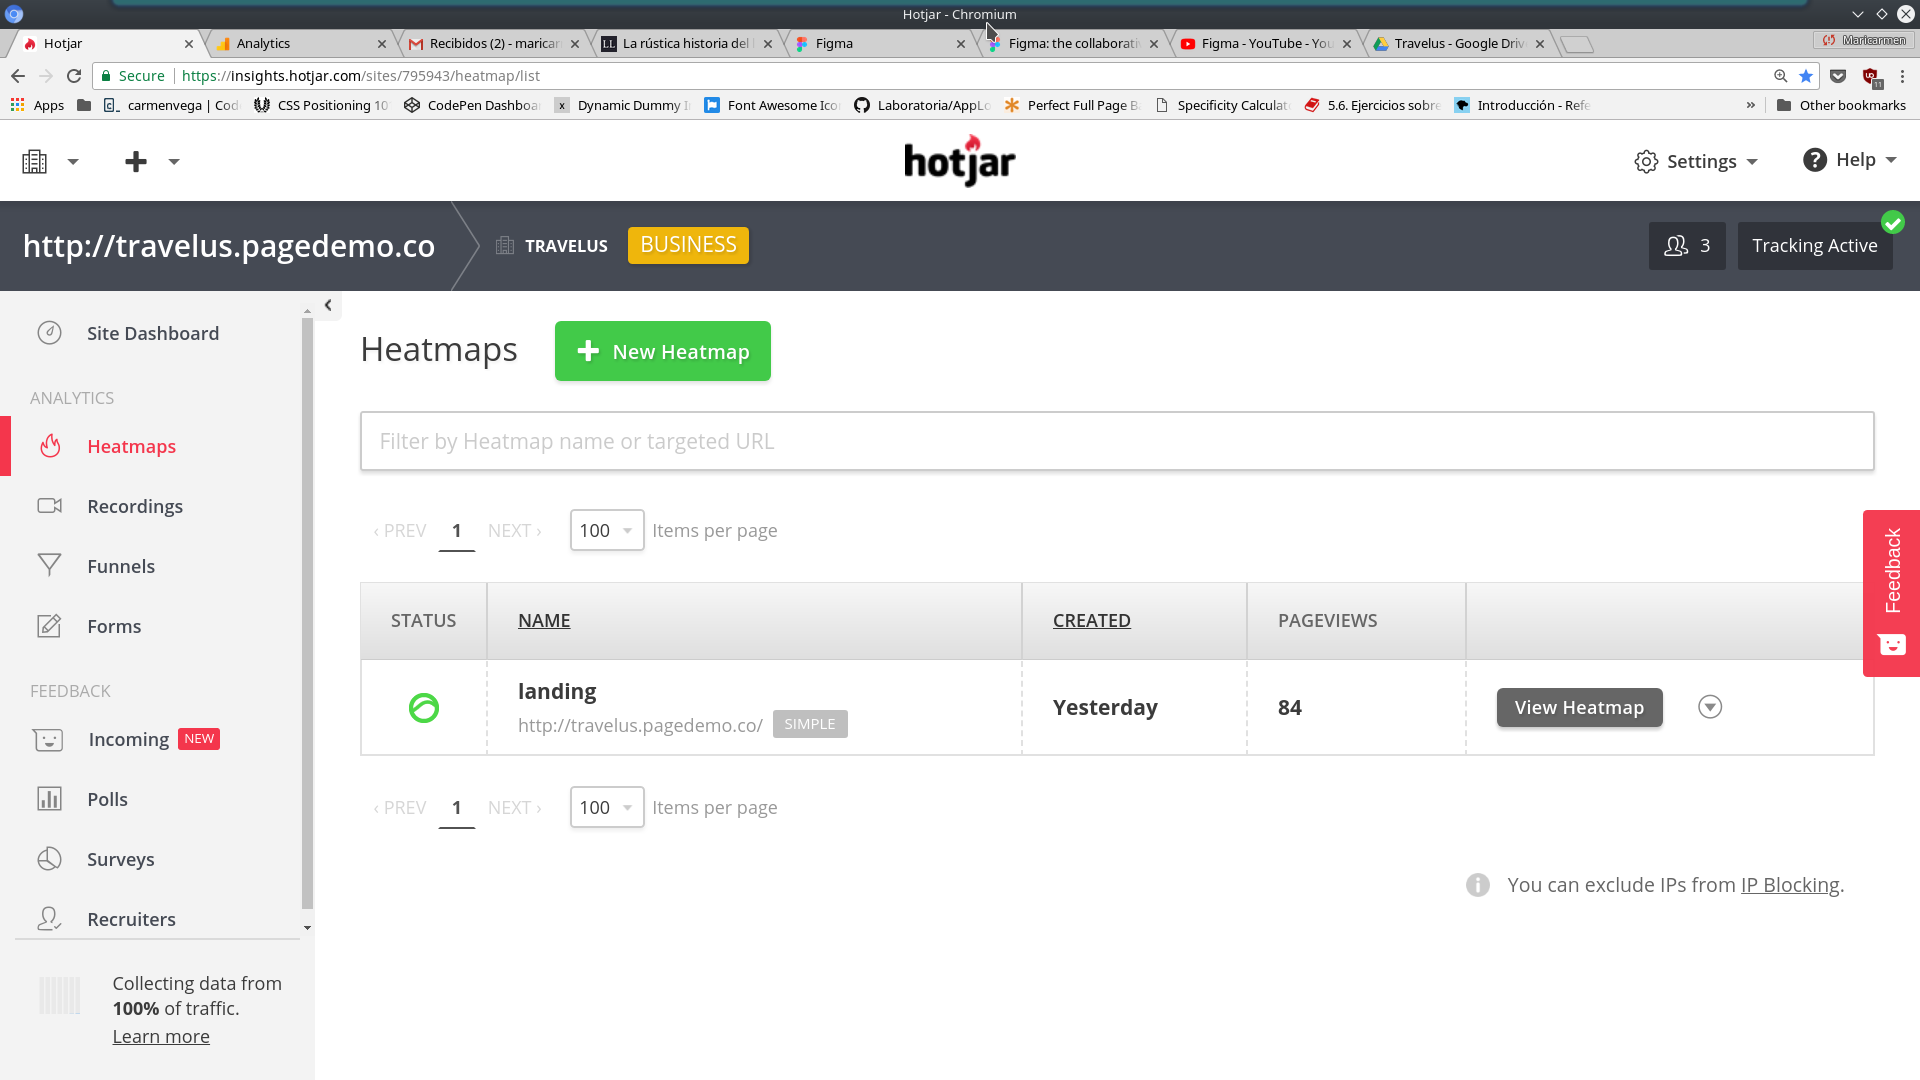 Hotjar - Chromium
Hotjar
Analytics
Recibidos (2) - maricar
La rústica historia del
Figma
Figma: the collaborati
Figma - YouTube - You
Travelus - Google Driv
Maricarmen
Secure https://insights.hotjar.com/sites/795943/heatmap/list
Apps
carmenvega | Cod
CSS Positioning 10
CodePen Dashboa
Dynamic Dummy I
Font Awesome Ico
Laboratoria/AppLo
Perfect Full Page B
Specificity Calculat
5.6. Ejercicios sobre
Introducción - Refe
» Other bookmarks
hotjar
Settings
Help
http://travelus.pagedemo.co
TRAVELUS
BUSINESS
3
Tracking Active
Site Dashboard
ANALYTICS
Heatmaps
Recordings
Funnels
Forms
FEEDBACK
Incoming NEW
Polls
Surveys
Recruiters
Collecting data from
100% of traffic.
Learn more
Heatmaps
New Heatmap
Filter by Heatmap name or targeted URL
‹ PREV 1 NEXT › 100 Items per page
STATUS NAME CREATED PAGEVIEWS
landing
http://travelus.pagedemo.co/ SIMPLE
Yesterday
84
View Heatmap
‹ PREV 1 NEXT › 100 Items per page
You can exclude IPs from IP Blocking.
Feedback